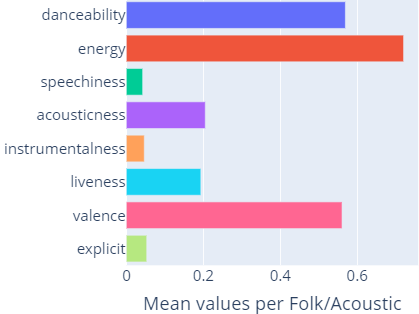 danceability
energy
speechiness
acousticness
instrumentalness
liveness
valence
explicit
0 0.2 0.4 0.6
Mean values per Folk/Acoustic